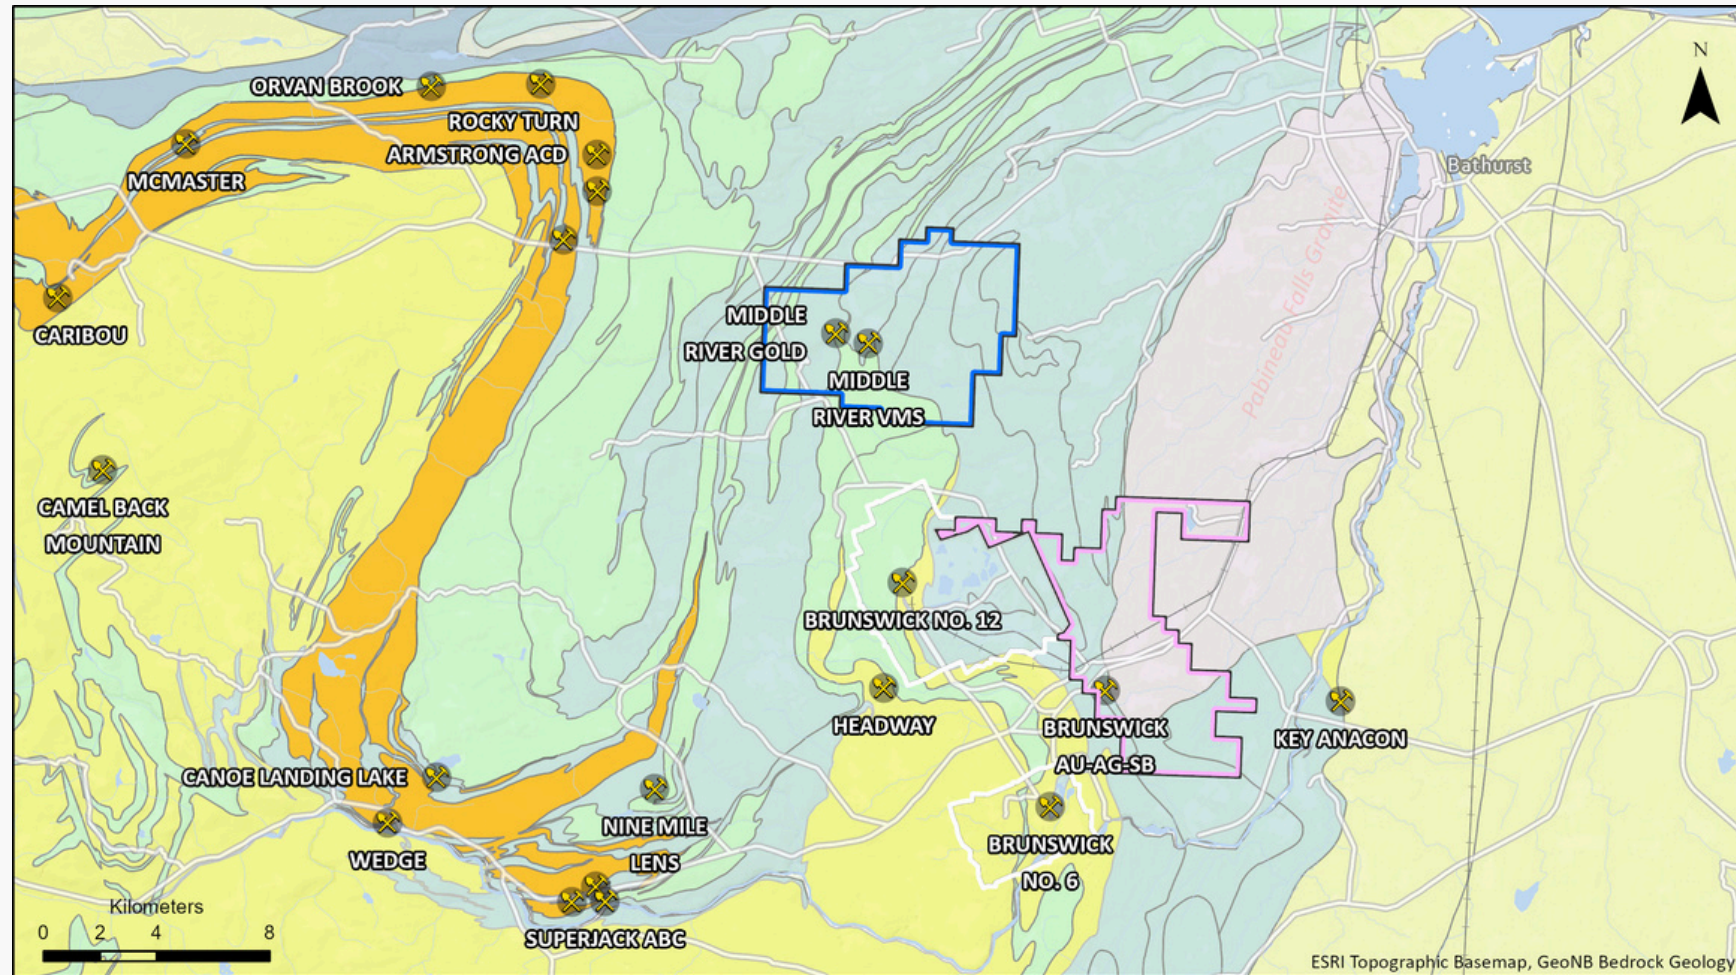 ORVAN BROOK
ROCKY TURN
ARMSTRONG ACD
MCMASTER
CARIBOU
N
Bathurst
Pabineau Falls Granite
MIDDLE
RIVER GOLD
MIDDLE
RIVER VMS
CAMEL BACK
MOUNTAIN
BRUNSWICK NO. 12
HEADWAY
BRUNSWICK
AU-AG-SB
KEY ANACON
CANOE LANDING LAKE
NINE MILE
LENS
WEDGE
BRUNSWICK
NO. 6
SUPERJACK ABC
Kilometers
0 2 4 8
ESRI Topographic Basemap, GeoNB Bedrock Geology